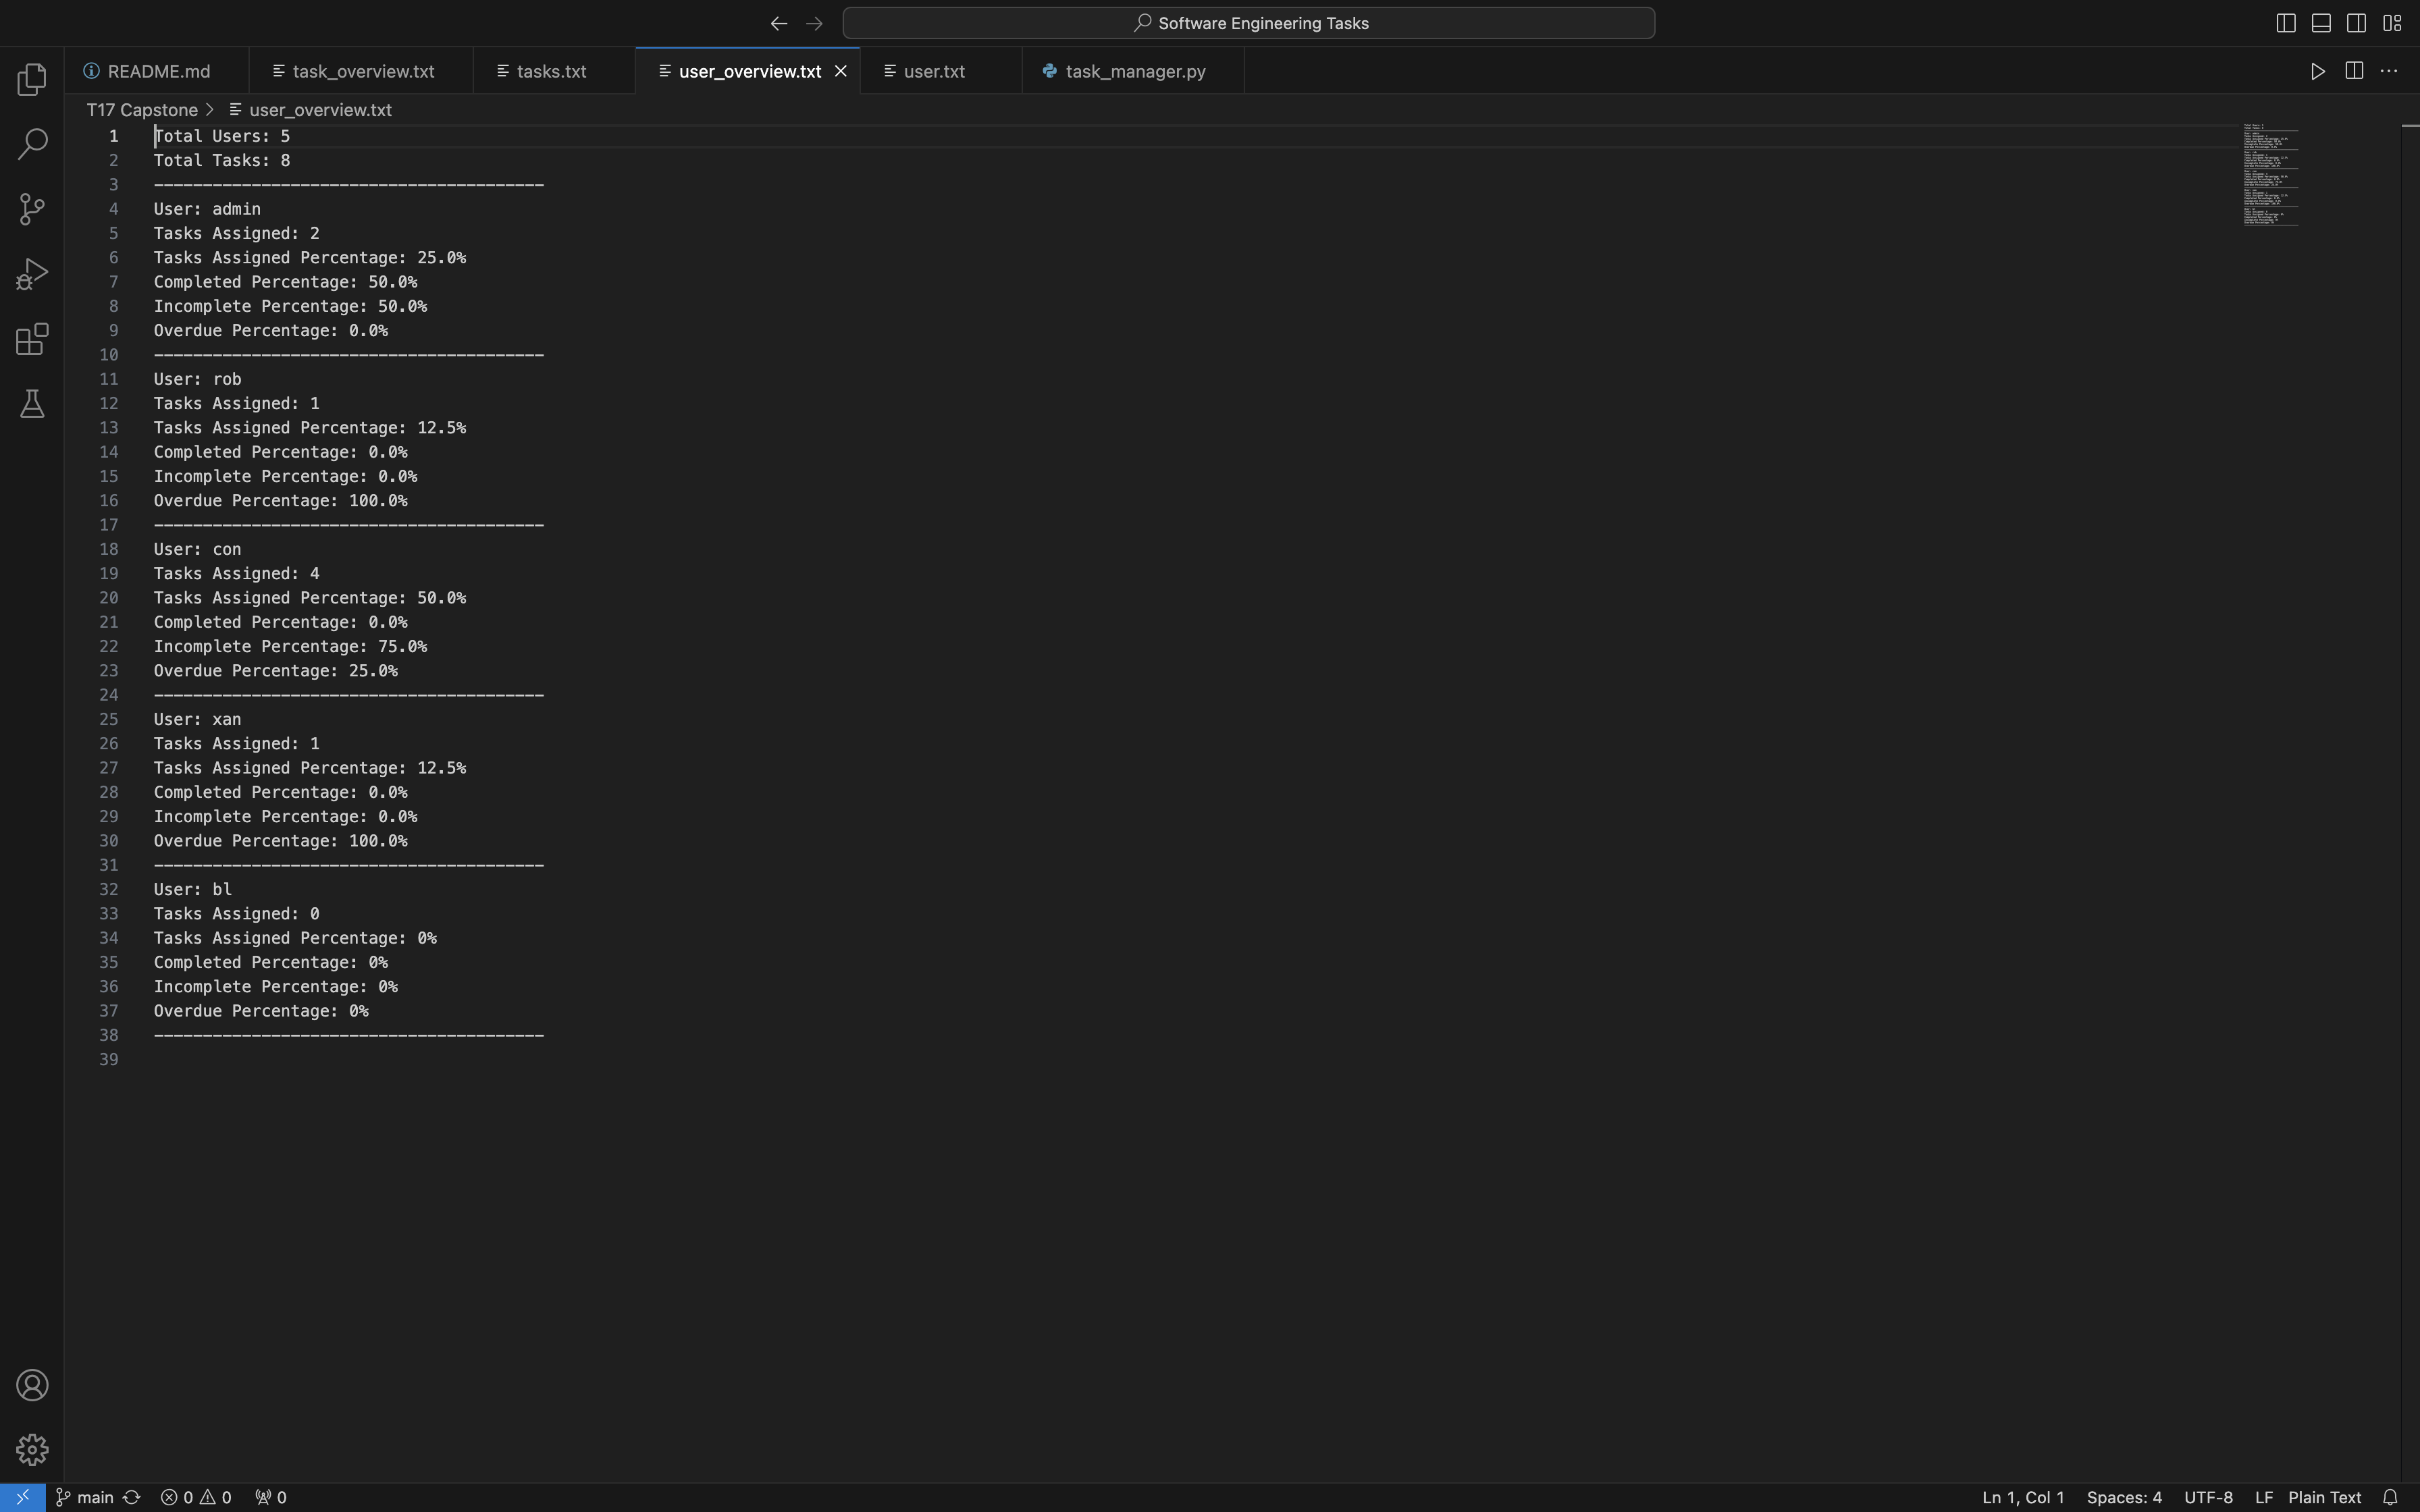 Software Engineering Tasks
README.md
task_overview.txt
tasks.txt
user_overview.txt
user.txt
task_manager.py
T17 Capstone > user_overview.txt
1 Total Users: 5
2 Total Tasks: 8
3 ----------------------------------------
4 User: admin
5 Tasks Assigned: 2
6 Tasks Assigned Percentage: 25.0%
7 Completed Percentage: 50.0%
8 Incomplete Percentage: 50.0%
9 Overdue Percentage: 0.0%
10 ----------------------------------------
11 User: rob
12 Tasks Assigned: 1
13 Tasks Assigned Percentage: 12.5%
14 Completed Percentage: 0.0%
15 Incomplete Percentage: 0.0%
16 Overdue Percentage: 100.0%
17 ----------------------------------------
18 User: con
19 Tasks Assigned: 4
20 Tasks Assigned Percentage: 50.0%
21 Completed Percentage: 0.0%
22 Incomplete Percentage: 75.0%
23 Overdue Percentage: 25.0%
24 ----------------------------------------
25 User: xan
26 Tasks Assigned: 1
27 Tasks Assigned Percentage: 12.5%
28 Completed Percentage: 0.0%
29 Incomplete Percentage: 0.0%
30 Overdue Percentage: 100.0%
31 ----------------------------------------
32 User: bl
33 Tasks Assigned: 0
34 Tasks Assigned Percentage: 0%
35 Completed Percentage: 0%
36 Incomplete Percentage: 0%
37 Overdue Percentage: 0%
38 ----------------------------------------
39
main 0 0 0 Ln 1, Col 1 Spaces: 4 UTF-8 LF Plain Text